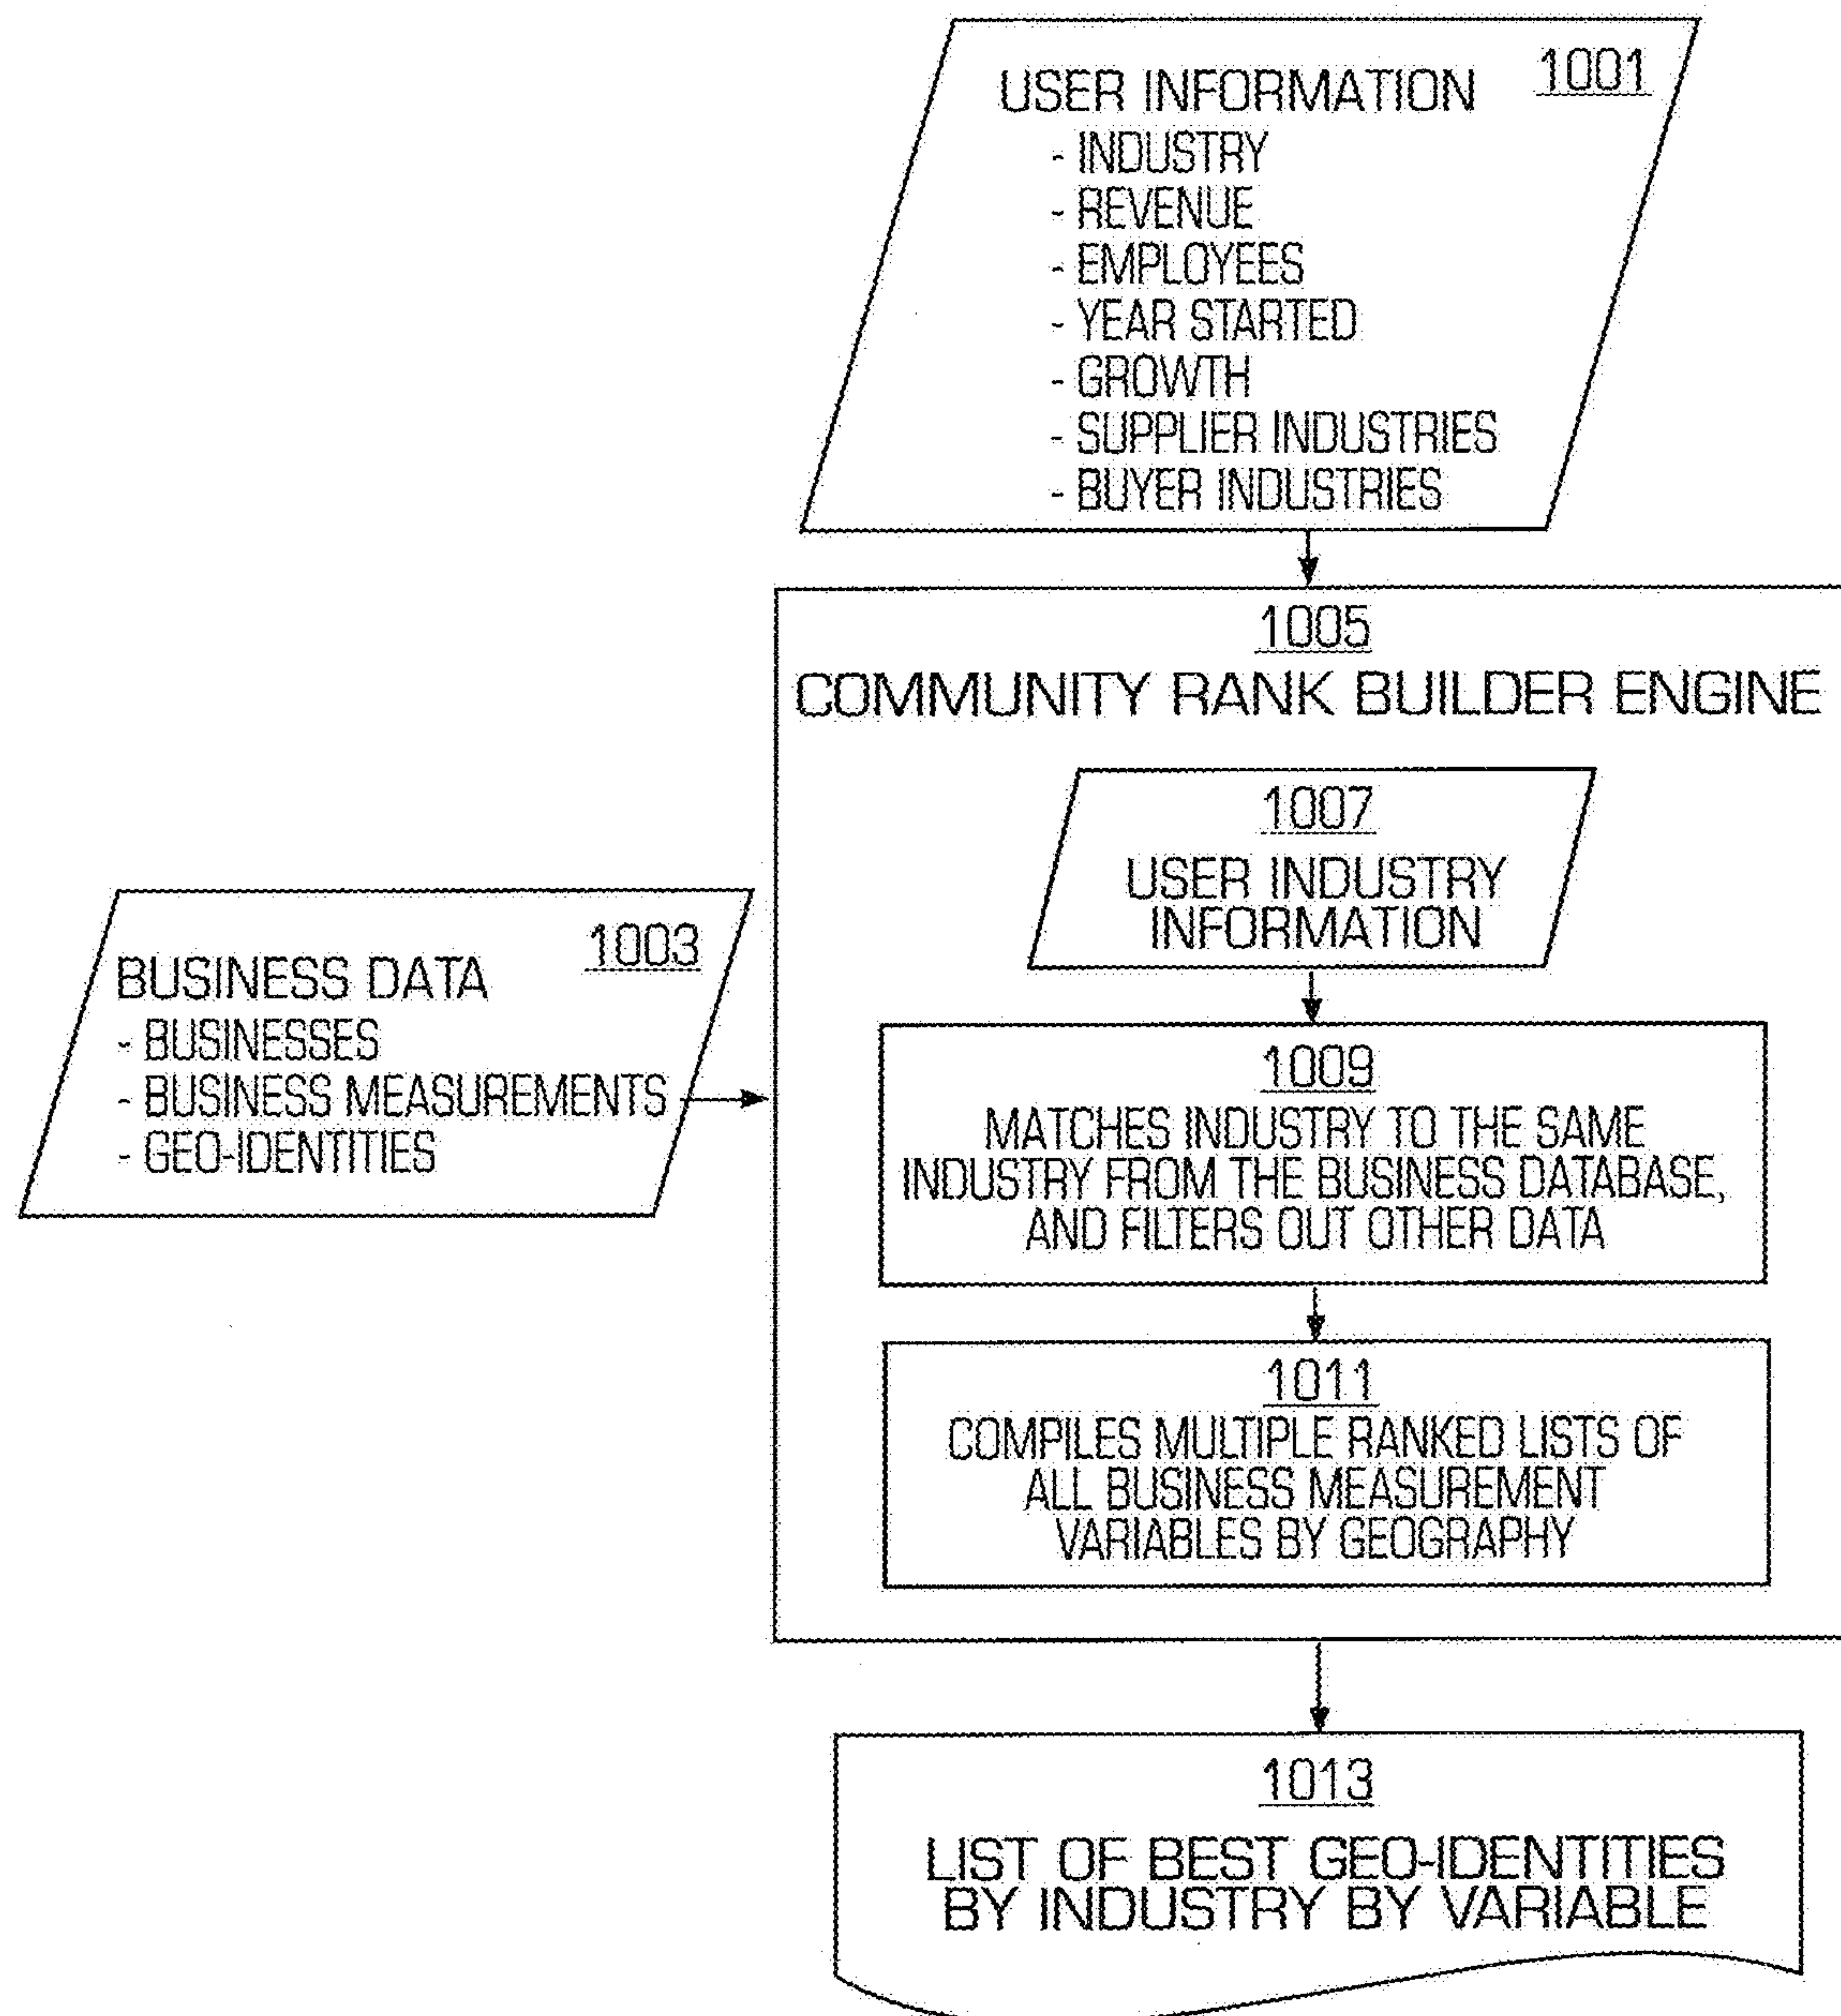 1001
USER INFORMATION
- INDUSTRY
- REVENUE
- EMPLOYEES
- YEAR STARTED
- GROWTH
- SUPPLIER INDUSTRIES
- BUYER INDUSTRIES
1005
COMMUNITY RANK BUILDER ENGINE
1007
USER INDUSTRY
INFORMATION
1003
BUSINESS DATA
- BUSINESSES
- BUSINESS MEASUREMENTS
- GEO-IDENTITIES
1009
MATCHES INDUSTRY TO THE SAME
INDUSTRY FROM THE BUSINESS DATABASE,
AND FILTERS OUT OTHER DATA
1011
COMPILES MULTIPLE RANKED LISTS OF
ALL BUSINESS MEASUREMENT
VARIABLES BY GEOGRAPHY
1013
LIST OF BEST GEO-IDENTITIES
BY INDUSTRY BY VARIABLE